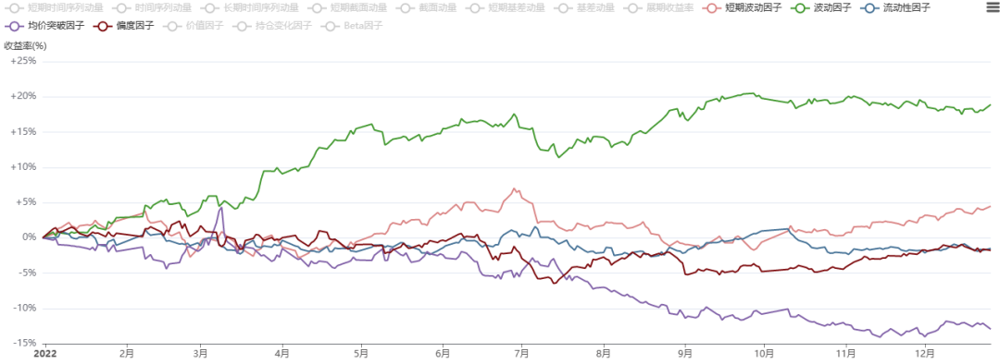 短期时间序列动量 时间序列动量 长期时间序列动量 短期截面动量 截面动量 短期基差动量 基差动量 展期收益率 短期波动因子 波动因子 流动性因子
均价突破因子 偏度因子 价值因子 持仓变化因子 Beta因子
收益率(%)
+25%
+20%
+15%
+10%
+5%
0%
-5%
-10%
-15%
2022 2月 3月 4月 5月 6月 7月 8月 9月 10月 11月 12月